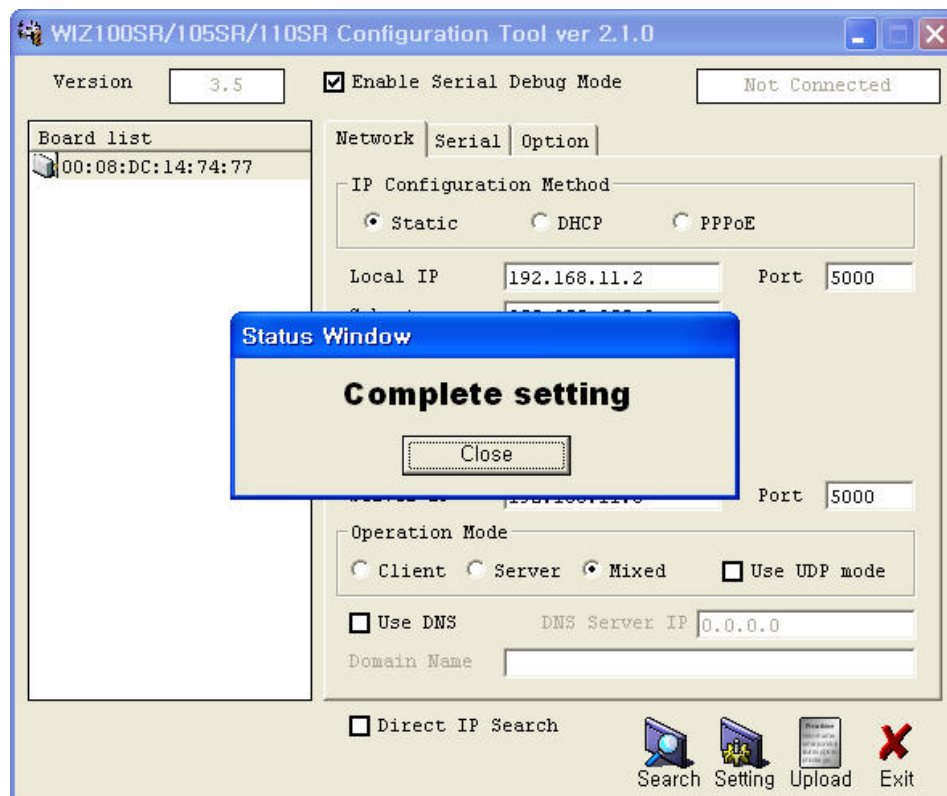 WIZ100SR/105SR/110SR Configuration Tool ver 2.1.0
Version 3.5 Enable Serial Debug Mode Not Connected
Board list
00:08:DC:14:74:77
Network Serial Option
IP Configuration Method
Static DHCP PPPoE
Local IP 192.168.11.2 Port 5000
Status Window
Complete setting
Close
Port 5000
Operation Mode
Client Server Mixed Use UDP mode
Use DNS DNS Server IP 0.0.0.0
Domain Name
Direct IP Search
Search Setting Upload Exit